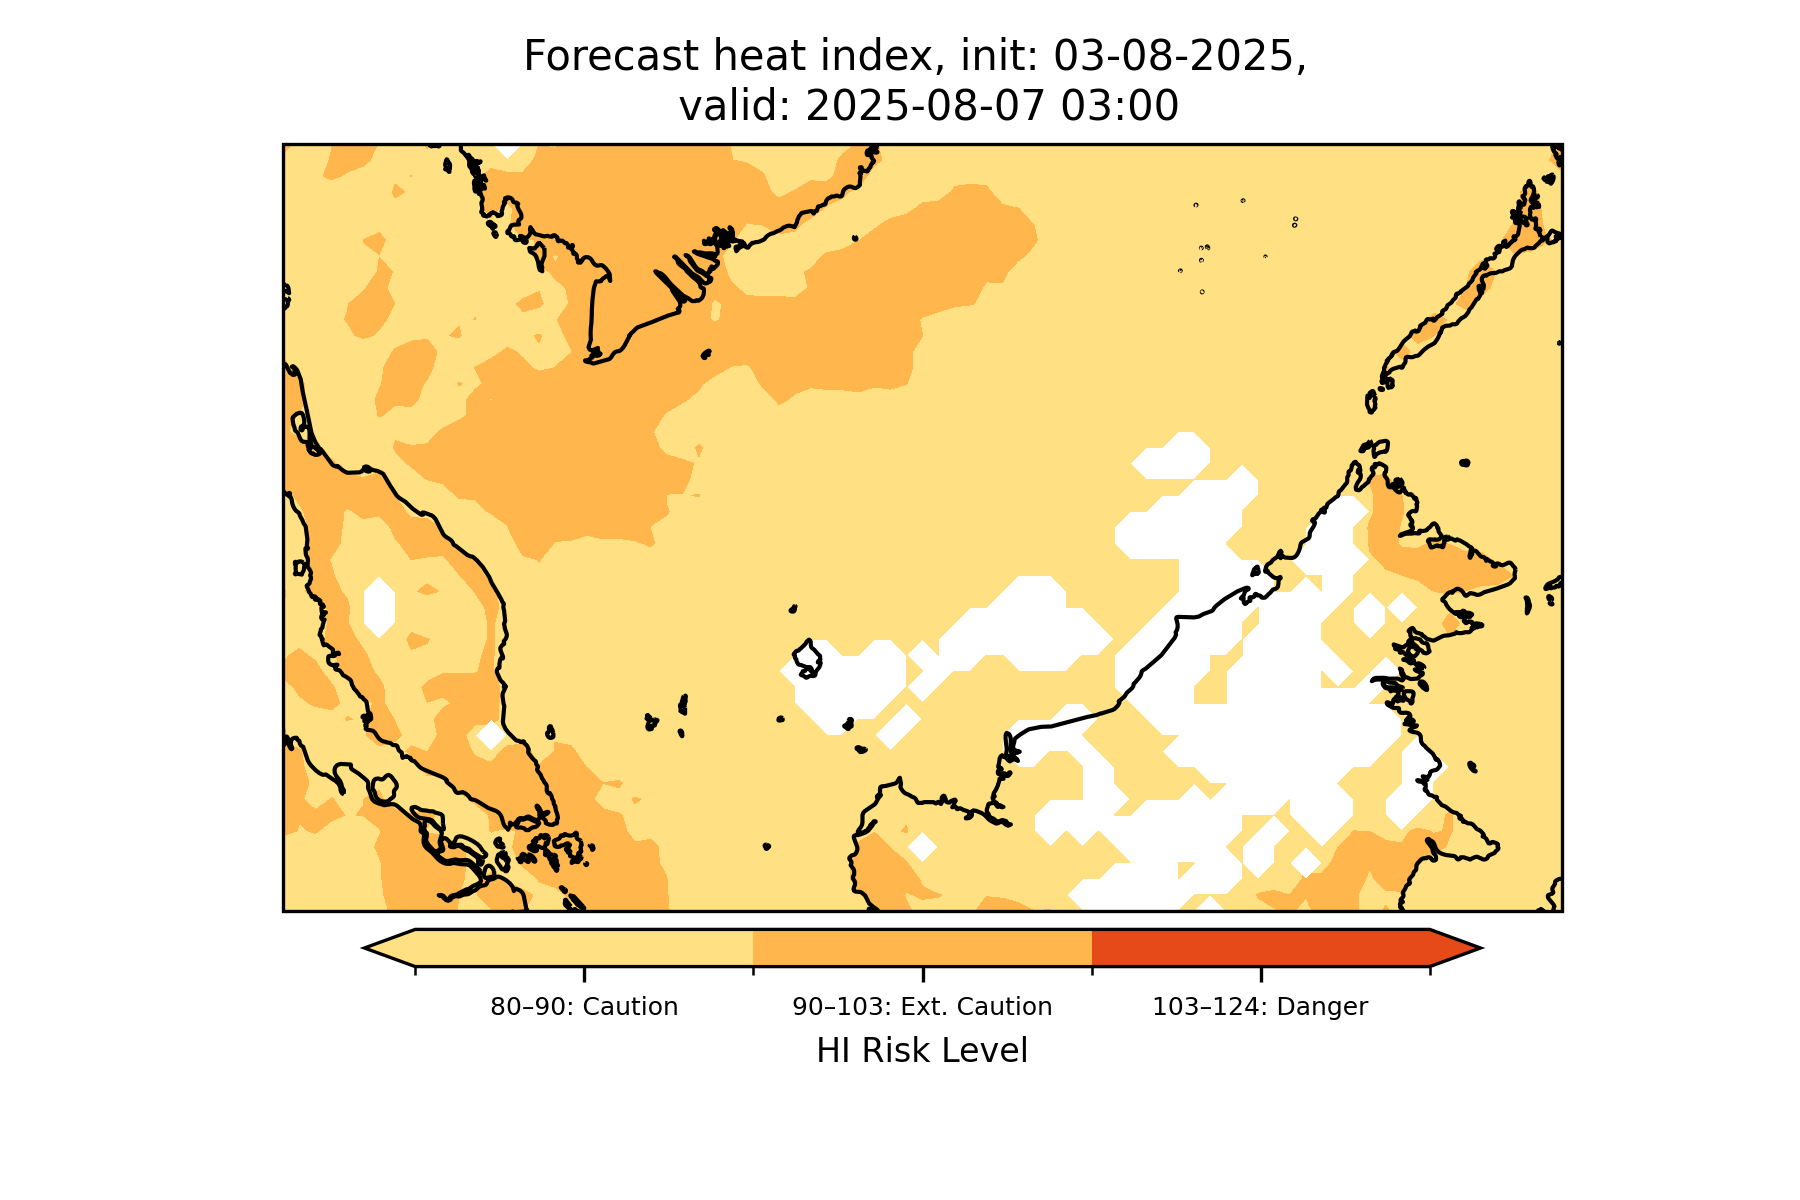 Forecast heat index, init: 03-08-2025,
valid: 2025-08-07 03:00
80–90: Caution
90–103: Ext. Caution
103–124: Danger
HI Risk Level